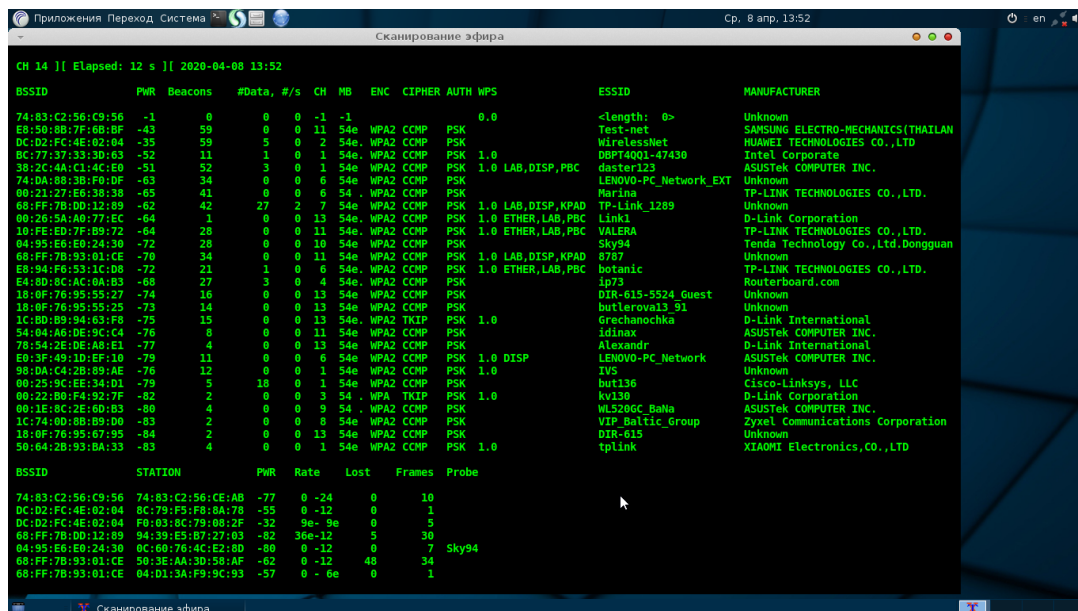 Приложения Переход Система Ср, 8 апр, 13:52 en
Сканирование эфира
CH 14 ][ Elapsed: 12 s ][ 2020-04-08 13:52
BSSID PWR Beacons #Data, #/s CH MB ENC CIPHER AUTH WPS ESSID MANUFACTURER
74:83:C2:56:C9:56 -1 0 0 0 -1 -1 0.0 <length: 0> Unknown
E8:50:8B:7F:6B:BF -43 59 0 0 11 54e WPA2 CCMP PSK Test-net SAMSUNG ELECTRO-MECHANICS(THAILAN
DC:D2:FC:4E:02:04 -35 59 5 0 2 54e. WPA2 CCMP PSK WirelessNet HUAWEI TECHNOLOGIES CO.,LTD
BC:77:37:33:3D:63 -52 11 1 0 1 54e. WPA2 CCMP PSK 1.0 DBPT4QQ1-47430 Intel Corporate
38:2C:4A:C1:4C:E0 -51 52 3 0 1 54e WPA2 CCMP PSK 1.0 LAB,DISP,PBC daster123 ASUSTek COMPUTER INC.
74:DA:88:3B:F0:DF -63 34 0 0 6 54e WPA2 CCMP PSK LENOVO-PC_Network_EXT Unknown
00:21:27:E6:38:38 -65 41 0 0 6 54 . WPA2 CCMP PSK Marina TP-LINK TECHNOLOGIES CO.,LTD.
68:FF:7B:DD:12:89 -62 42 27 2 7 54e WPA2 CCMP PSK 1.0 LAB,DISP,KPAD TP-Link_1289 Unknown
00:26:5A:A0:77:EC -64 1 0 0 13 54e. WPA2 CCMP PSK 1.0 ETHER,LAB,PBC Link1 D-Link Corporation
10:FE:ED:7F:B9:72 -64 28 0 0 11 54e. WPA2 CCMP PSK 1.0 ETHER,LAB,PBC VALERA TP-LINK TECHNOLOGIES CO.,LTD.
04:95:E6:E0:24:30 -72 28 0 0 10 54e WPA2 CCMP PSK Sky94 Tenda Technology Co.,Ltd.Dongguan
68:FF:7B:93:01:CE -70 34 0 0 11 54e WPA2 CCMP PSK 1.0 LAB,DISP,KPAD 8787 Unknown
E8:94:F6:53:1C:D8 -72 21 1 0 6 54e. WPA2 CCMP PSK 1.0 ETHER,LAB,PBC botanic TP-LINK TECHNOLOGIES CO.,LTD.
E4:8D:8C:AC:0A:B3 -68 27 3 0 4 54e. WPA2 CCMP PSK ip73 Routerboard.com
18:0F:76:95:55:27 -74 16 0 0 13 54e WPA2 CCMP PSK DIR-615-5524_Guest Unknown
18:0F:76:95:55:25 -73 14 0 0 13 54e WPA2 CCMP PSK butlerova13_91 Unknown
1C:BD:B9:94:63:F8 -75 15 0 0 13 54e. WPA2 TKIP PSK 1.0 Grechanochka D-Link International
54:04:A6:DE:9C:C4 -76 8 0 0 11 54e WPA2 CCMP PSK idinax ASUSTek COMPUTER INC.
78:54:2E:DE:A8:E1 -77 4 0 0 13 54e WPA2 CCMP PSK Alexandr D-Link International
E0:3F:49:1D:EF:10 -79 11 0 0 6 54e WPA2 CCMP PSK 1.0 DISP LENOVO-PC_Network ASUSTek COMPUTER INC.
98:DA:C4:2B:89:AE -76 12 0 0 1 54e WPA2 CCMP PSK 1.0 IVS Unknown
00:25:9C:EE:34:D1 -79 5 18 0 1 54e WPA2 CCMP PSK but136 Cisco-Linksys, LLC
00:22:B0:F4:92:7F -82 2 0 0 3 54 . WPA TKIP PSK 1.0 kv130 D-Link Corporation
00:1E:8C:2E:6D:B3 -80 4 0 0 9 54 . WPA2 CCMP PSK WL520GC_BaNa ASUSTek COMPUTER INC.
1C:74:0D:8B:B9:D0 -83 2 0 0 8 54e WPA2 CCMP PSK VIP_Baltic_Group Zyxel Communications Corporation
18:0F:76:95:67:95 -84 2 0 0 13 54e WPA2 CCMP PSK DIR-615 Unknown
50:64:2B:93:BA:33 -83 4 0 0 1 54e WPA2 CCMP PSK 1.0 tplink XIAOMI Electronics,CO.,LTD
BSSID STATION PWR Rate Lost Frames Probe
74:83:C2:56:C9:56 74:83:C2:56:CE:AB -77 0 -24 0 10
DC:D2:FC:4E:02:04 8C:79:F5:F8:8A:78 -55 0 -12 0 1
DC:D2:FC:4E:02:04 F0:03:8C:79:08:2F -32 9e- 9e 0 5
68:FF:7B:DD:12:89 94:39:E5:B7:27:03 -82 36e-12 5 30
04:95:E6:E0:24:30 0C:60:76:4C:E2:8D -80 0 -12 0 7 Sky94
68:FF:7B:93:01:CE 50:3E:AA:3D:58:AF -62 0 -12 48 34
68:FF:7B:93:01:CE 04:D1:3A:F9:9C:93 -57 0 - 6e 0 1
Сканирование эфира